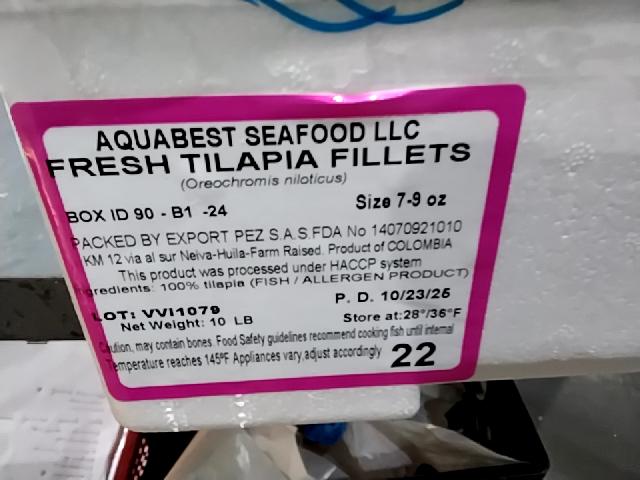 AQUABEST SEAFOOD LLC
FRESH TILAPIA FILLETS
(Oreochromis niloticus)
BOX ID 90 - B1 -24 Size 7-9 oz
PACKED BY EXPORT PEZ S.A.S.FDA No 14070921010
KM 12 via al sur Neiva-Huila-Farm Raised. Product of COLOMBIA
This product was processed under HACCP system
gredients: 100% tilapia (FISH / ALLERGEN PRODUCT)
LOT: VVI1079 P. D. 10/23/25
Net Weight: 10 LB Store at:28°/36°F
Caution, may contain bones. Food Safety guidelines recommend cooking fish until internal
Temperature reaches 145ºF Appliances vary,adjust accordingly 22